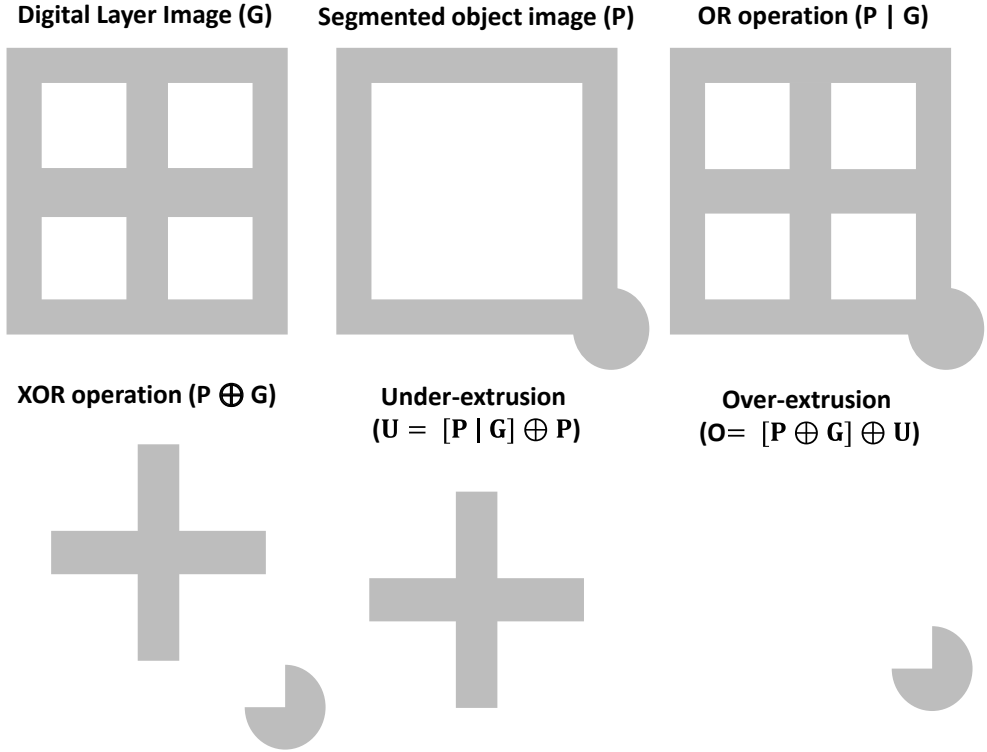 Digital Layer Image (G)
Segmented object image (P)
OR operation (P | G)
XOR operation (P ⊕ G)
Under-extrusion
(U = [P | G] ⊕ P)
Over-extrusion
(O= [P ⊕ G] ⊕ U)